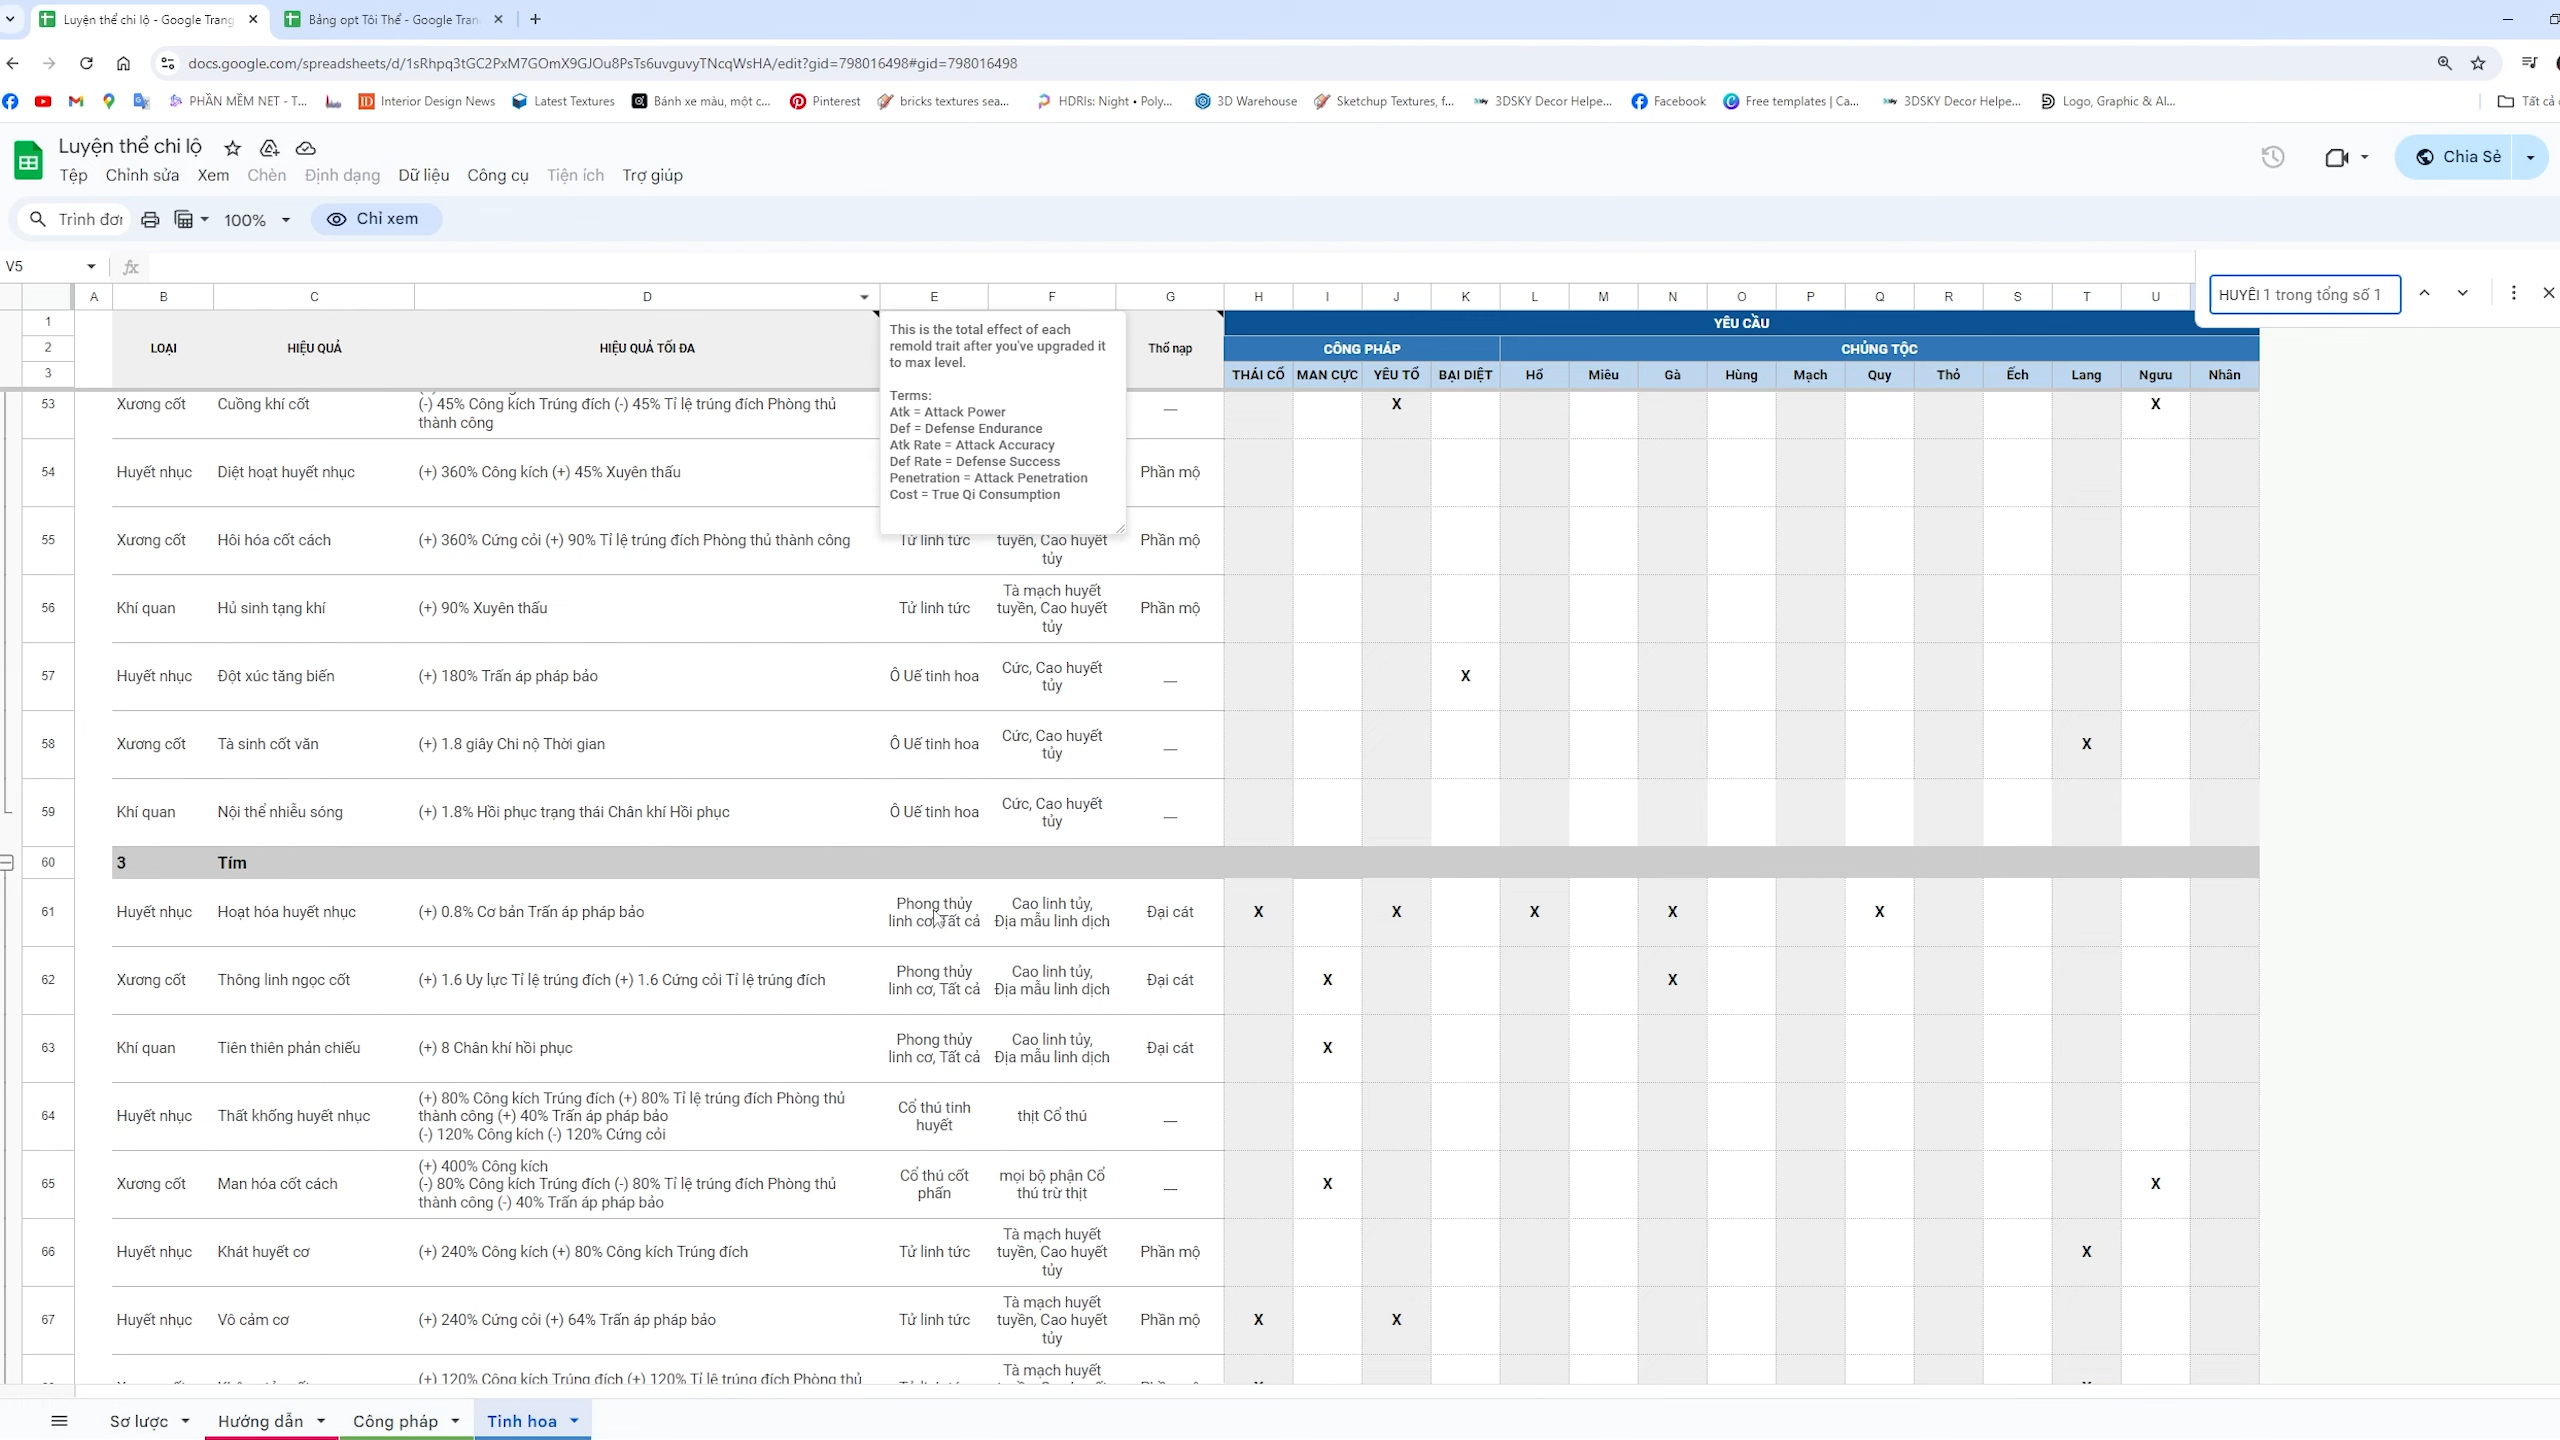 Luyện thể chi lộ - Google Trang
Bảng opt Tôi Thể - Google Tran
docs.google.com/spreadsheets/d/1sRhpq3tGC2PxM7GOmX9GJOu8PsTs6uvguvyTNcqWsHA/edit?gid=798016498#gid=798016498
PHẦN MỀM NET - T... Interior Design News Latest Textures Bánh xe màu, một c... Pinterest bricks textures sea... HDRIs: Night • Poly... 3D Warehouse Sketchup Textures, f... 3DSKY Decor Helpe... Facebook Free templates | Ca... 3DSKY Decor Helpe... Logo, Graphic & AI... Tất cả
Luyện thể chi lộ
Tệp Chỉnh sửa Xem Chèn Định dạng Dữ liệu Công cụ Tiện ích Trợ giúp
Chia Sẻ
Trình đơn 100% Chỉ xem
V5 fx
HUYẾ 1 trong tổng số 1
A B C D E F G H I J K L M N O P Q R S T U
1 YÊU CẦU
2 LOẠI HIỆU QUẢ HIỆU QUẢ TỐI ĐA Thổ nạp CÔNG PHÁP CHỦNG TỘC
3 THÁI CỔ MAN CỰC YÊU TỔ BẠI DIỆT Hồ Miêu Gà Hùng Mạch Quy Thỏ Ếch Lang Ngưu Nhân
This is the total effect of each
remold trait after you've upgraded it
to max level.
Terms:
Atk = Attack Power
Def = Defense Endurance
Atk Rate = Attack Accuracy
Def Rate = Defense Success
Penetration = Attack Penetration
Cost = True Qi Consumption
53 Xương cốt Cuồng khí cốt (-) 45% Công kích Trúng đích (-) 45% Tỉ lệ trúng đích Phòng thủ — X X
thành công
54 Huyết nhục Diệt hoạt huyết nhục (+) 360% Công kích (+) 45% Xuyên thấu Phần mộ
55 Xương cốt Hôi hóa cốt cách (+) 360% Cứng cỏi (+) 90% Tỉ lệ trúng đích Phòng thủ thành công Tử linh tức tuyền, Cao huyết Phần mộ
tủy
Tà mạch huyết
56 Khí quan Hủ sinh tạng khí (+) 90% Xuyên thấu Tử linh tức tuyền, Cao huyết Phần mộ
tủy
Cức, Cao huyết
57 Huyết nhục Đột xúc tăng biến (+) 180% Trấn áp pháp bảo Ô Uế tinh hoa — X
tủy
Cức, Cao huyết
58 Xương cốt Tà sinh cốt văn (+) 1.8 giây Chi nộ Thời gian Ô Uế tinh hoa — X
tủy
Cức, Cao huyết
59 Khí quan Nội thể nhiễu sóng (+) 1.8% Hồi phục trạng thái Chân khí Hồi phục Ô Uế tinh hoa —
tủy
60 3 Tím
Phong thủy Cao linh tủy,
61 Huyết nhục Hoạt hóa huyết nhục (+) 0.8% Cơ bản Trấn áp pháp bảo Đại cát X X X X X
linh cơ, Tất cả Địa mẫu linh dịch
Phong thủy Cao linh tủy,
62 Xương cốt Thông linh ngọc cốt (+) 1.6 Uy lực Tỉ lệ trúng đích (+) 1.6 Cứng cỏi Tỉ lệ trúng đích Đại cát X X
linh cơ, Tất cả Địa mẫu linh dịch
Phong thủy Cao linh tủy,
63 Khí quan Tiên thiên phản chiếu (+) 8 Chân khí hồi phục Đại cát X
linh cơ, Tất cả Địa mẫu linh dịch
(+) 80% Công kích Trúng đích (+) 80% Tỉ lệ trúng đích Phòng thủ Cổ thú tinh
64 Huyết nhục Thất khống huyết nhục thành công (+) 40% Trấn áp pháp bảo thịt Cổ thú —
(-) 120% Công kích (-) 120% Cứng cỏi huyết
(+) 400% Công kích Cổ thú cốt mọi bộ phận Cổ
65 Xương cốt Man hóa cốt cách (-) 80% Công kích Trúng đích (-) 80% Tỉ lệ trúng đích Phòng thủ — X X
thành công (-) 40% Trấn áp pháp bảo phấn thú trừ thịt
Tà mạch huyết
66 Huyết nhục Khát huyết cơ (+) 240% Công kích (+) 80% Công kích Trúng đích Tử linh tức tuyền, Cao huyết Phần mộ X
tủy
Tà mạch huyết
67 Huyết nhục Vô cảm cơ (+) 240% Cứng cỏi (+) 64% Trấn áp pháp bảo Tử linh tức tuyền, Cao huyết Phần mộ X X
tủy
(+) 120% Công kích Trúng đích (+) 120% Tỉ lệ trúng đích Phòng thủ Tà mạch huyết
Sơ lược Hướng dẫn Công pháp Tinh hoa